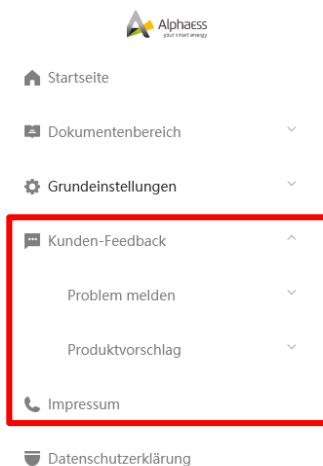 AlphaESS
your smart energy
Startseite
Dokumentenbereich
Grundeinstellungen
Kunden-Feedback
Problem melden
Produktvorschlag
Impressum
Datenschutzerklärung